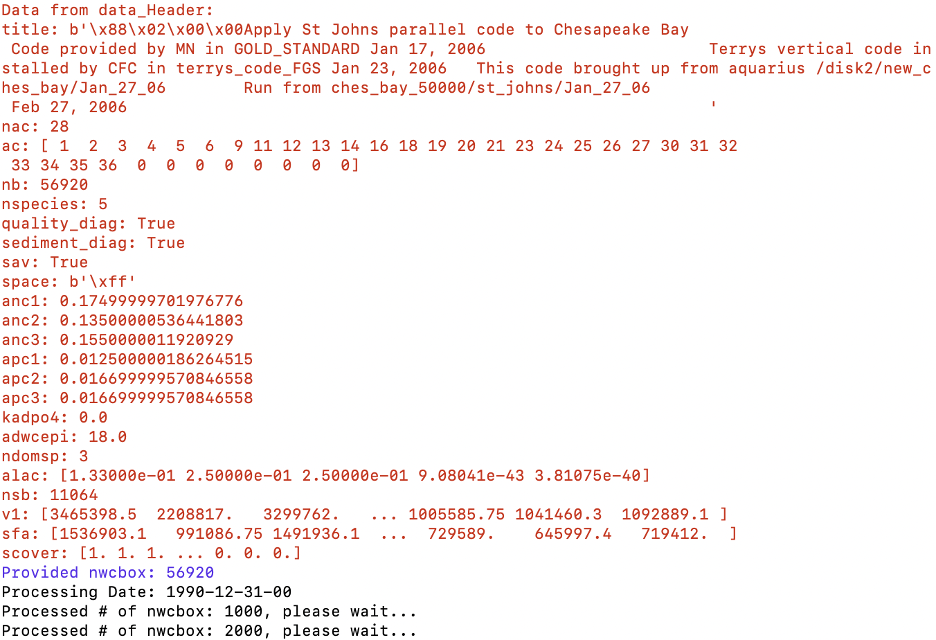 Data from data_Header:
title: b'\x88\x02\x00\x00Apply St Johns parallel code to Chesapeake Bay
 Code provided by MN in GOLD_STANDARD Jan 17, 2006                       Terrys vertical code in
stalled by CFC in terrys_code_FGS Jan 23, 2006   This code brought up from aquarius /disk2/new_c
hes_bay/Jan_27_06        Run from ches_bay_50000/st_johns/Jan_27_06
 Feb 27, 2006                                                            '
nac: 28
ac: [ 1  2  3  4  5  6  9 11 12 13 14 16 18 19 20 21 23 24 25 26 27 30 31 32
 33 34 35 36  0  0  0  0  0  0  0  0]
nb: 56920
nspecies: 5
quality_diag: True
sediment_diag: True
sav: True
space: b'\xff'
anc1: 0.17499999701976776
anc2: 0.13500000536441803
anc3: 0.1550000011920929
apc1: 0.012500000186264515
apc2: 0.016699999570846558
apc3: 0.016699999570846558
kadpo4: 0.0
adwcepi: 18.0
ndomsp: 3
alac: [1.33000e-01 2.50000e-01 2.50000e-01 9.08041e-43 3.81075e-40]
nsb: 11064
v1: [3465398.5  2208817.   3299762.   ... 1005585.75 1041460.3  1092889.1 ]
sfa: [1536903.1   991086.75 1491936.1  ...  729589.    645997.4   719412.  ]
scover: [1. 1. 1. ... 0. 0. 0.]
Provided nwcbox: 56920
Processing Date: 1990-12-31-00
Processed # of nwcbox: 1000, please wait...
Processed # of nwcbox: 2000, please wait...